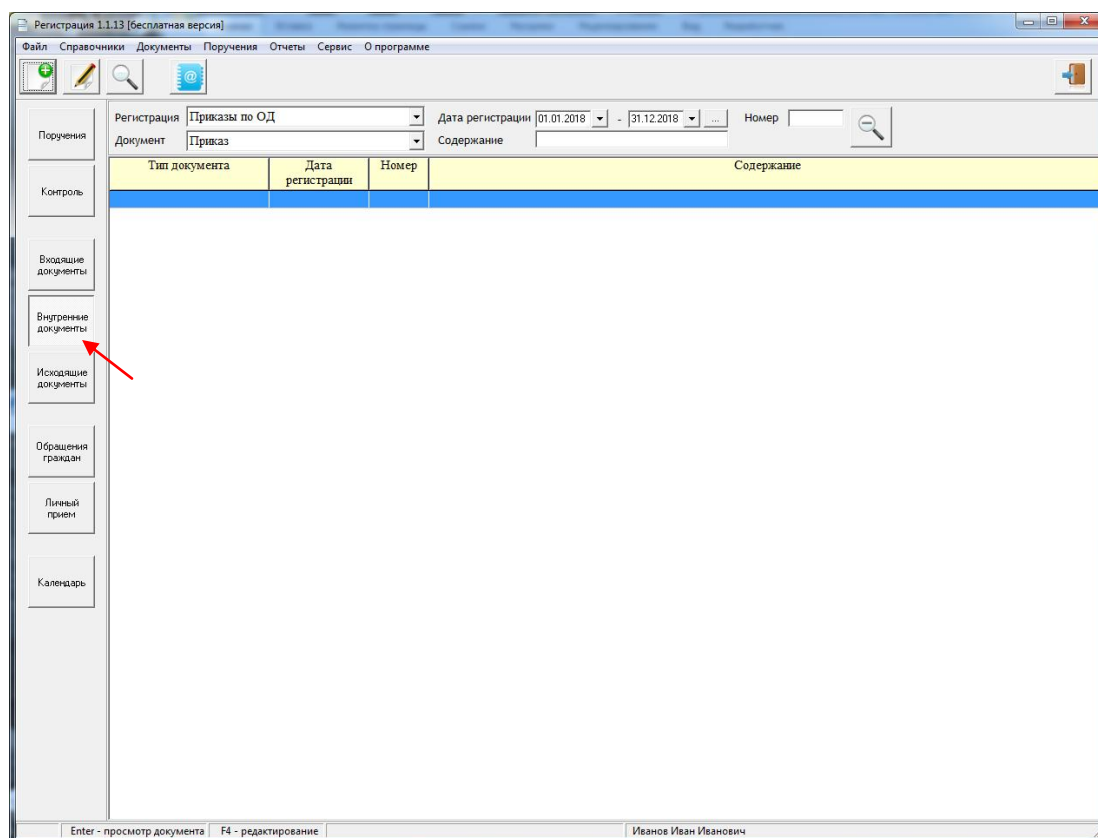 Регистрация 1.1.13 [бесплатная версия]
Файл Справочники Документы Поручения Отчеты Сервис О программе
Поручения
Контроль
Входящие
документы
Внутренние
документы
Исходящие
документы
Обращения
граждан
Личный
прием
Календарь
Регистрация Приказы по ОД Дата регистрации 01.01.2018 - 31.12.2018 ... Номер
Документ Приказ Содержание
Тип документа Дата регистрации Номер Содержание
Enter - просмотр документа F4 - редактирование Иванов Иван Иванович